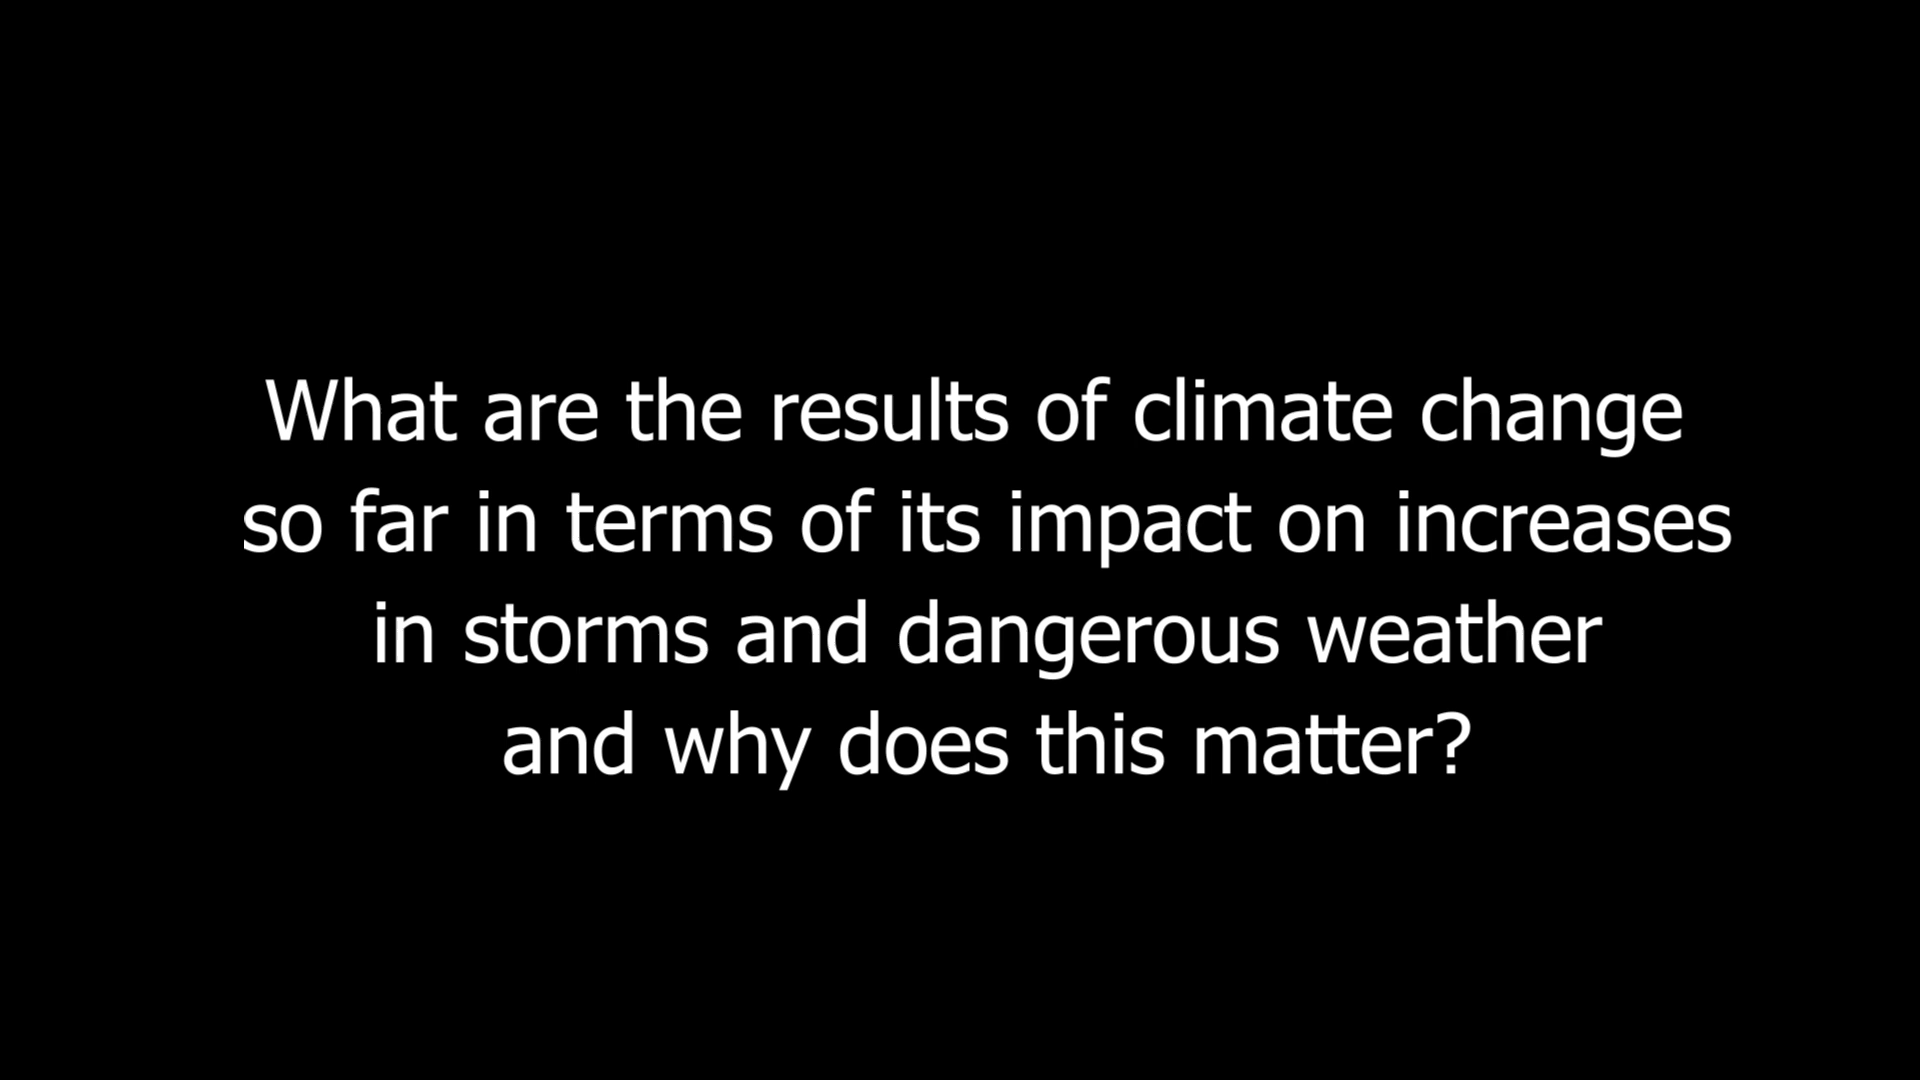 What are the results of climate change
so far in terms of its impact on increases
in storms and dangerous weather
and why does this matter?